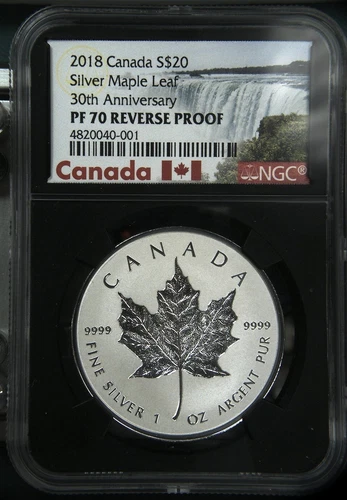 2018 Canada S$20
Silver Maple Leaf
30th Anniversary
PF 70 REVERSE PROOF
4820040-001
Canada
NGC®
CANADA
9999 9999
FINE SILVER 1 OZ ARGENT PUR